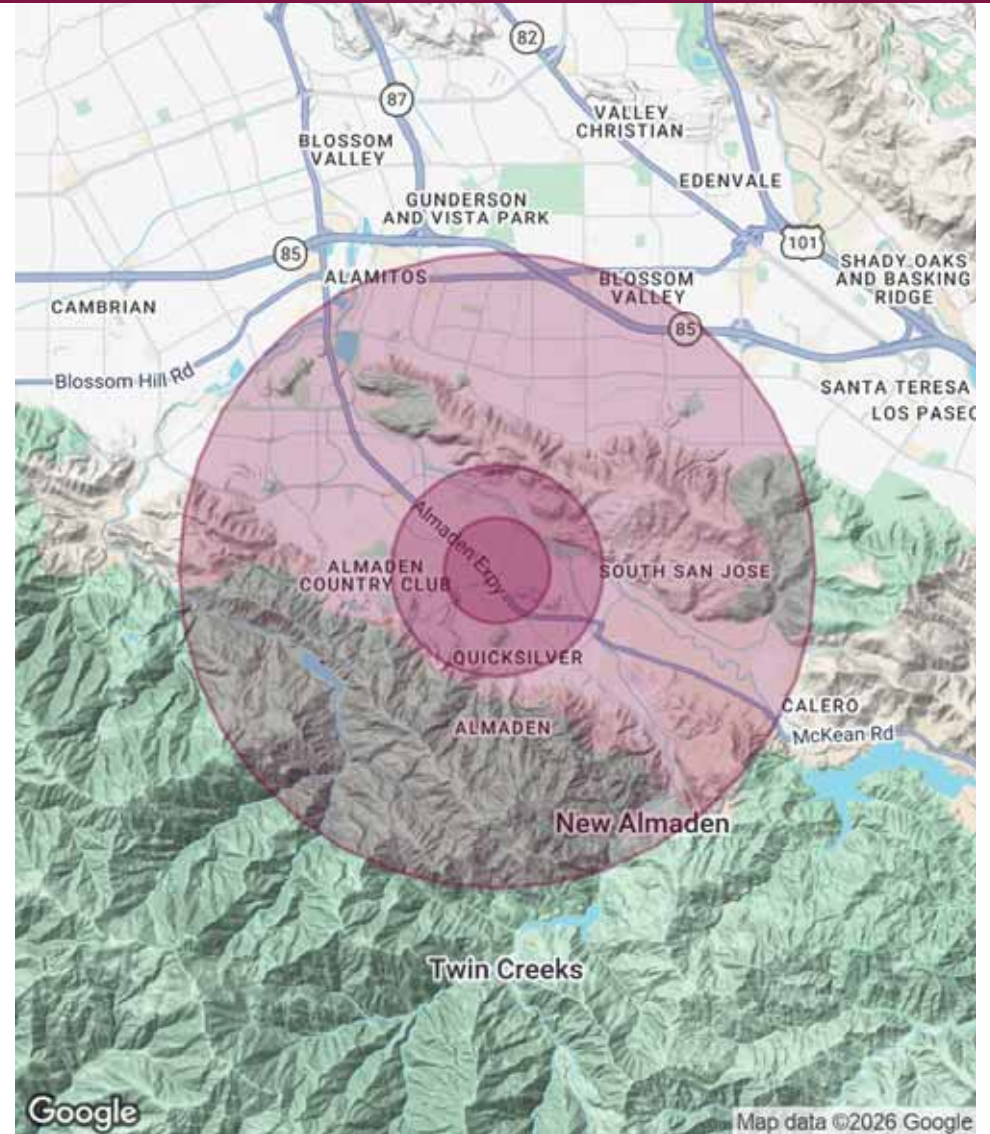 82
87
VALLEY
CHRISTIAN
BLOSSOM
VALLEY
EDENVALE
GUNDERSON
AND VISTA PARK
101
85
SHADY OAKS
AND BASKING
RIDGE
ALAMITOS
BLOSSOM
VALLEY
CAMBRIAN
85
Blossom Hill Rd
SANTA TERESA
LOS PASEO
Almaden Expy
ALMADEN
COUNTRY CLUB
SOUTH SAN JOSE
QUICKSILVER
CALERO
ALMADEN
McKean Rd
New Almaden
Twin Creeks
Google
Map data ©2026 Google